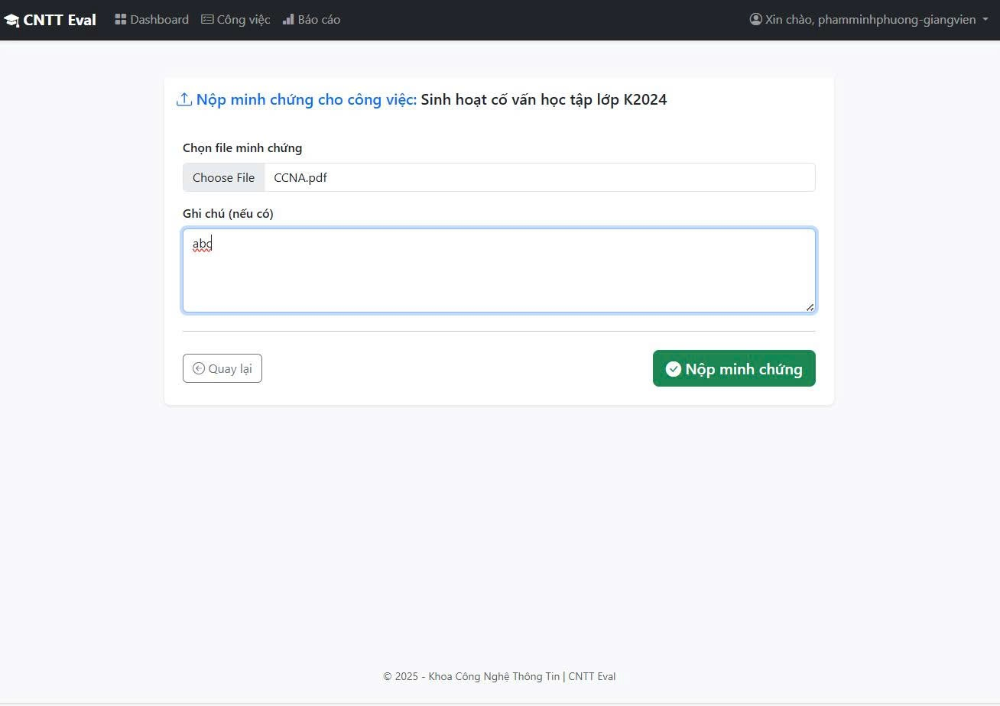 CNTT Eval Dashboard Công việc Báo cáo Xin chào, phamminhphuong-giangvien
Nộp minh chứng cho công việc: Sinh hoạt cố vấn học tập lớp K2024
Chọn file minh chứng
Choose File CCNA.pdf
Ghi chú (nếu có)
abc
Quay lại Nộp minh chứng
© 2025 - Khoa Công Nghệ Thông Tin | CNTT Eval